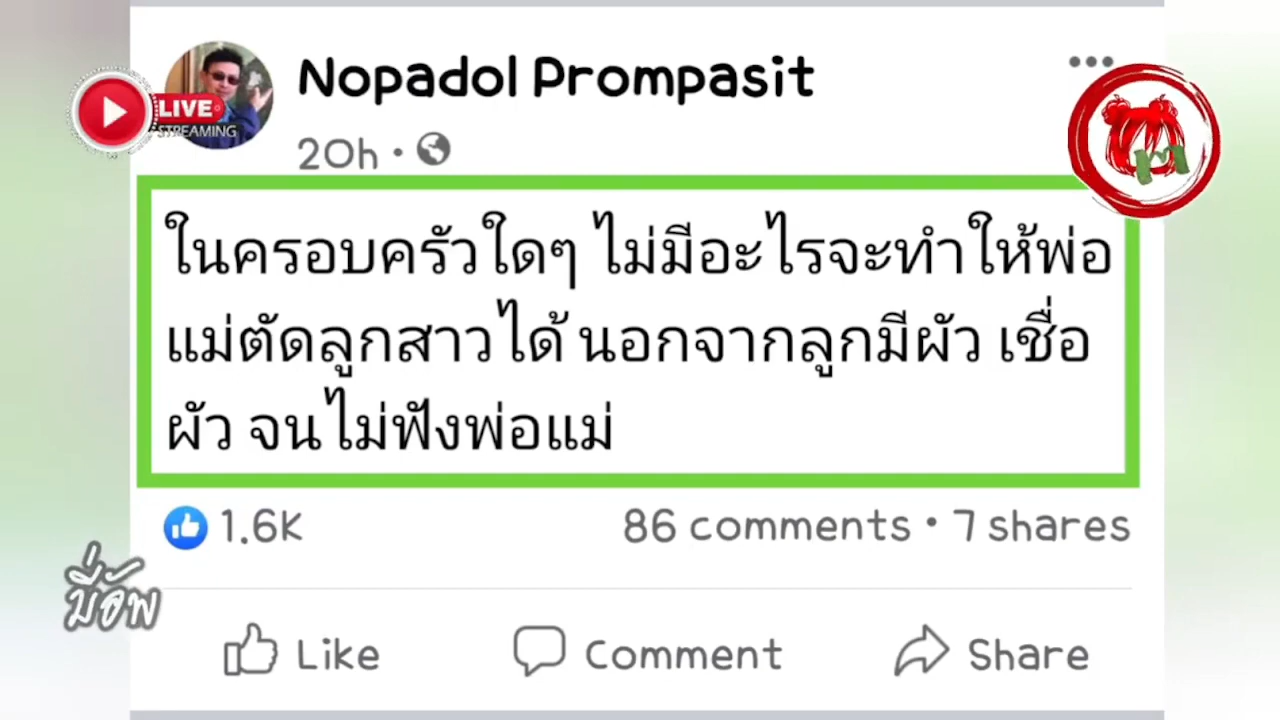 Nopadol Prompasit
LIVE
STREAMING
20h
ในครอบครัวใดๆ ไม่มีอะไรจะทำให้พ่อ
แม่ตัดลูกสาวได้ นอกจากลูกมีผัว เชื่อ
ผัว จนไม่ฟังพ่อแม่
1.6K
86 comments • 7 shares
บี่อัพ
Like
Comment
Share